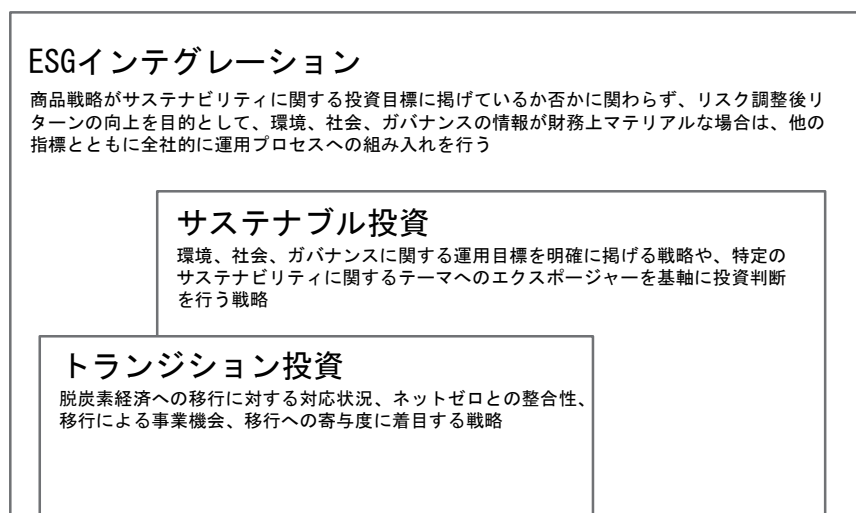 ESGインテグレーション
商品戦略がサステナビリティに関する投資目標に掲げているか否かに関わらず、リスク調整後リ
ターンの向上を目的として、環境、社会、ガバナンスの情報が財務上マテリアルな場合は、他の
指標とともに全社的に運用プロセスへの組み入れを行う
サステナブル投資
環境、社会、ガバナンスに関する運用目標を明確に掲げる戦略や、特定の
サステナビリティに関するテーマへのエクスポージャーを基軸に投資判断
を行う戦略
トランジション投資
脱炭素経済への移行に対する対応状況、ネットゼロとの整合性、
移行による事業機会、移行への寄与度に着目する戦略